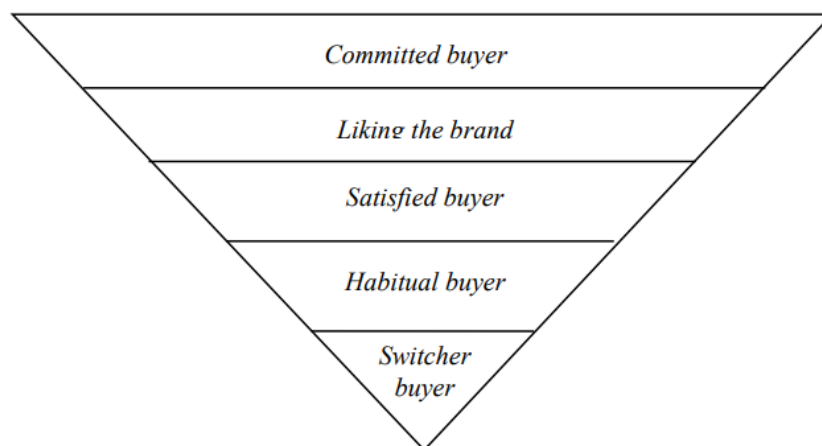 Committed buyer
Liking the brand
Satisfied buyer
Habitual buyer
Switcher
buyer